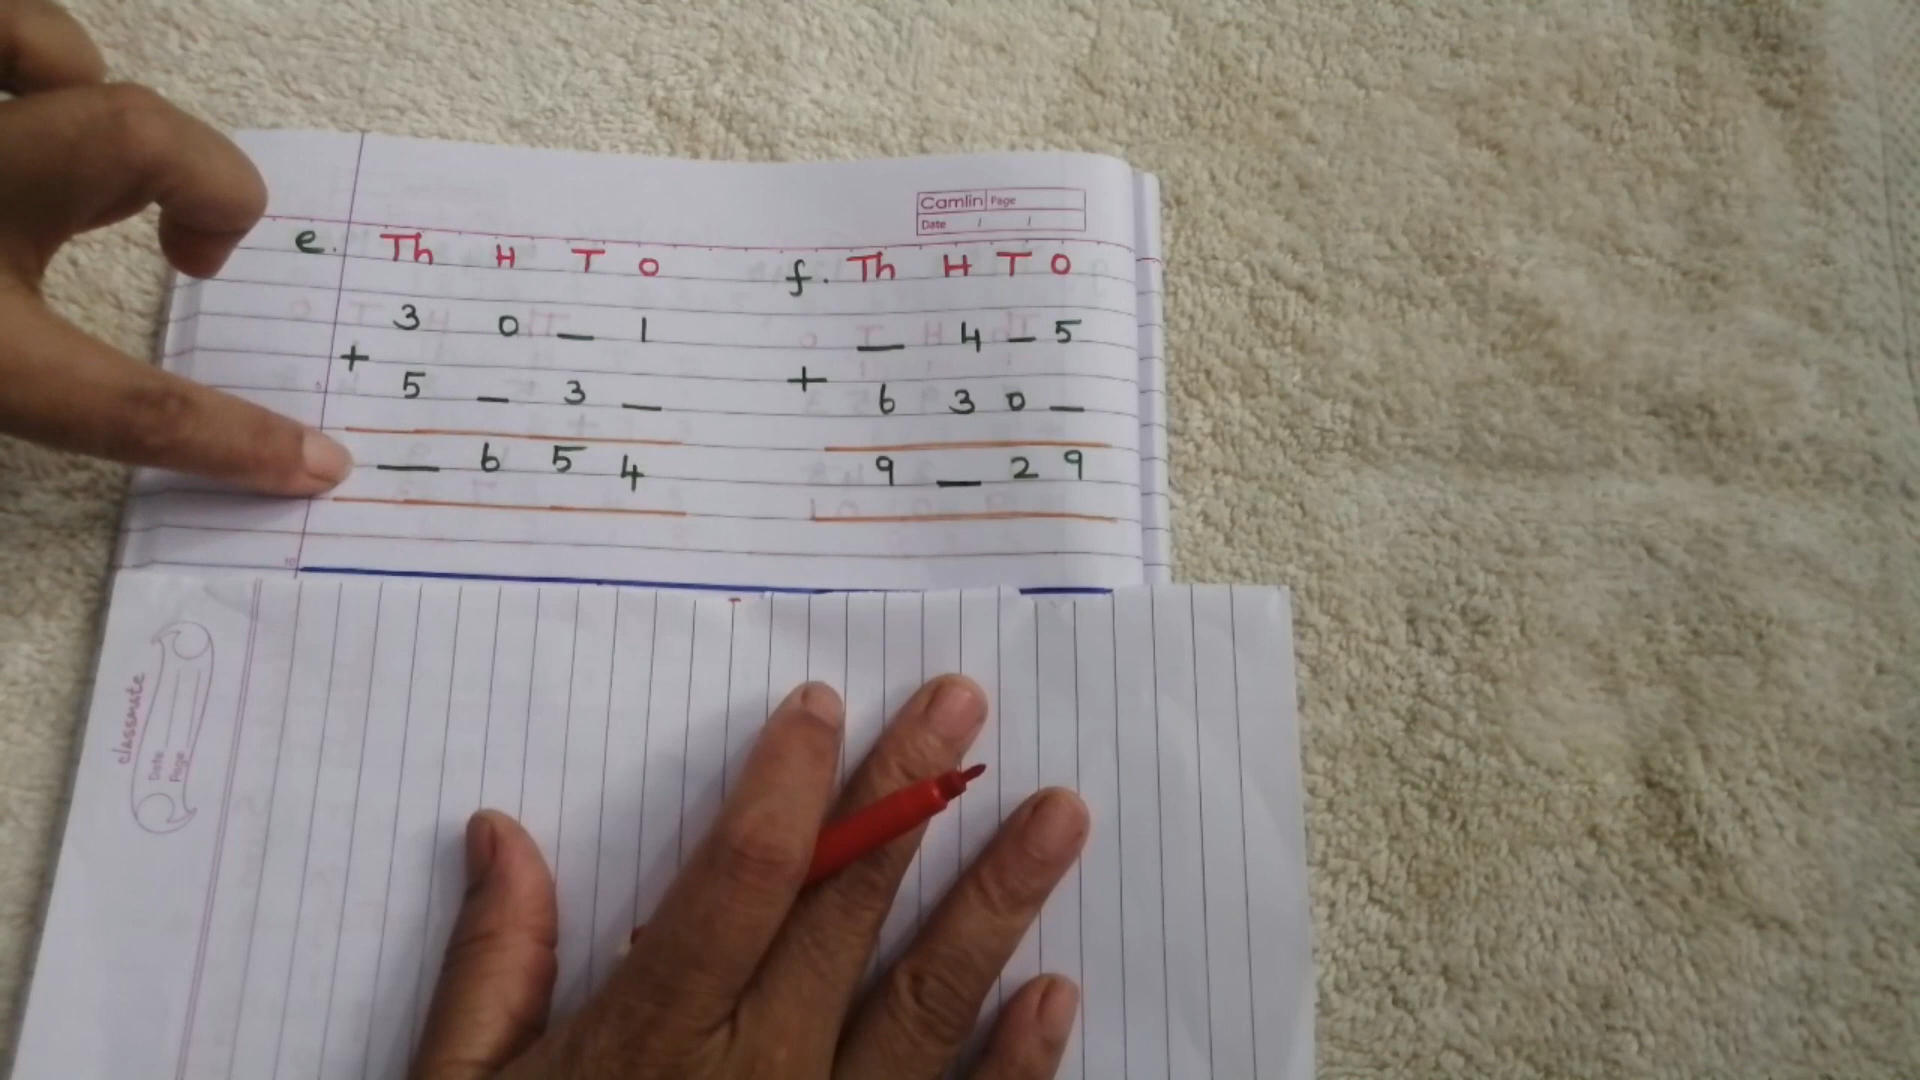 Camlin Page
Date / /
e. Th H T O
3 0 _ 1
+
5 _ 3 _
_ 6 5 4
f. Th H T O
_ 4 _ 5
+
6 3 0 _
9 _ 2 9
10
classmate
Date
Page